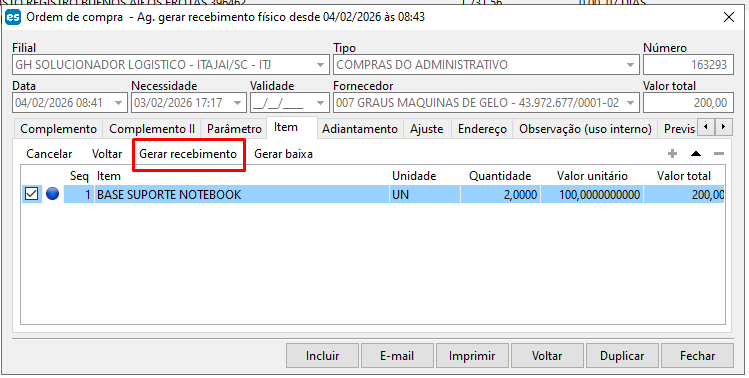 es Ordem de compra - Ag. gerar recebimento físico desde 04/02/2026 às 08:43
Filial Tipo Número
GH SOLUCIONADOR LOGISTICO - ITAJAI/SC - ITJ COMPRAS DO ADMINISTRATIVO 163293
Data Necessidade Validade Fornecedor Valor total
04/02/2026 08:41 03/02/2026 17:17 __/__/____ 007 GRAUS MAQUINAS DE GELO - 43.972.677/0001-02 200,00
Complemento Complemento II Parâmetro Item Adiantamento Ajuste Endereço Observação (uso interno) Previs
Cancelar Voltar Gerar recebimento Gerar baixa
Seq Item Unidade Quantidade Valor unitário Valor total
1 BASE SUPORTE NOTEBOOK UN 2,0000 100,0000000000 200,00
Incluir E-mail Imprimir Voltar Duplicar Fechar